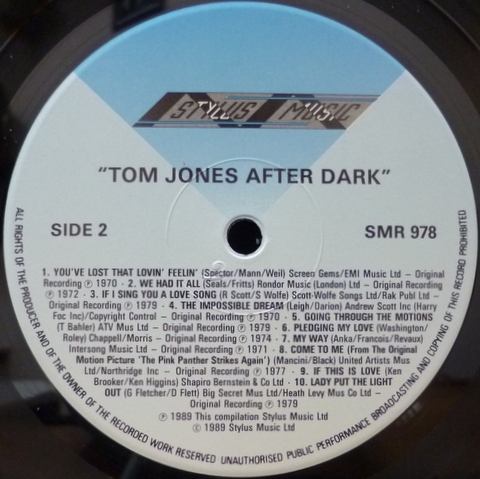 STYLUS MUSIC
"TOM JONES AFTER DARK"
SIDE 2
SMR 978
1. YOU'VE LOST THAT LOVIN' FEELIN' (Spector/Mann/Weil) Screen Gems/EMI Music Ltd – Original
Recording ℗ 1970 · 2. WE HAD IT ALL (Seals/Fritts) Rondor Music (London) Ltd – Original Recording
℗ 1972 · 3. IF I SING YOU A LOVE SONG (R Scott/S Wolfe) Scott-Wolfe Songs Ltd/Rak Publ Ltd –
Original Recording ℗ 1979 · 4. THE IMPOSSIBLE DREAM (Leigh/Darion) Andrew Scott Inc (Harry
Foc Inc)/Copyright Control – Original Recording ℗ 1970 · 5. GOING THROUGH THE MOTIONS
(T Bahler) ATV Mus Ltd – Original Recording ℗ 1979 · 6. PLEDGING MY LOVE (Washington/
Roley) Chappell/Morris – Original Recording ℗ 1974 · 7. MY WAY (Anka/Francois/Revaux)
Intersong Music Ltd – Original Recording ℗ 1971 · 8. COME TO ME (From the Original
Motion Picture 'The Pink Panther Strikes Again') (Mancini/Black) United Artists Mus
Ltd/Northridge Inc – Original Recording ℗ 1977 · 9. IF THIS IS LOVE (Ken
Brooker/Ken Higgins) Shapiro Bernstein & Co Ltd · 10. LADY PUT THE LIGHT
OUT (G Fletcher/D Flett) Big Secret Mus Ltd/Heath Levy Mus Co Ltd –
Original Recording ℗ 1979
℗ 1989 This compilation Stylus Music Ltd
© 1989 Stylus Music Ltd
ALL RIGHTS OF THE PRODUCER AND OF THE OWNER OF THE RECORDED WORK RESERVED UNAUTHORISED PUBLIC PERFORMANCE BROADCASTING AND COPYING OF THIS RECORD PROHIBITED